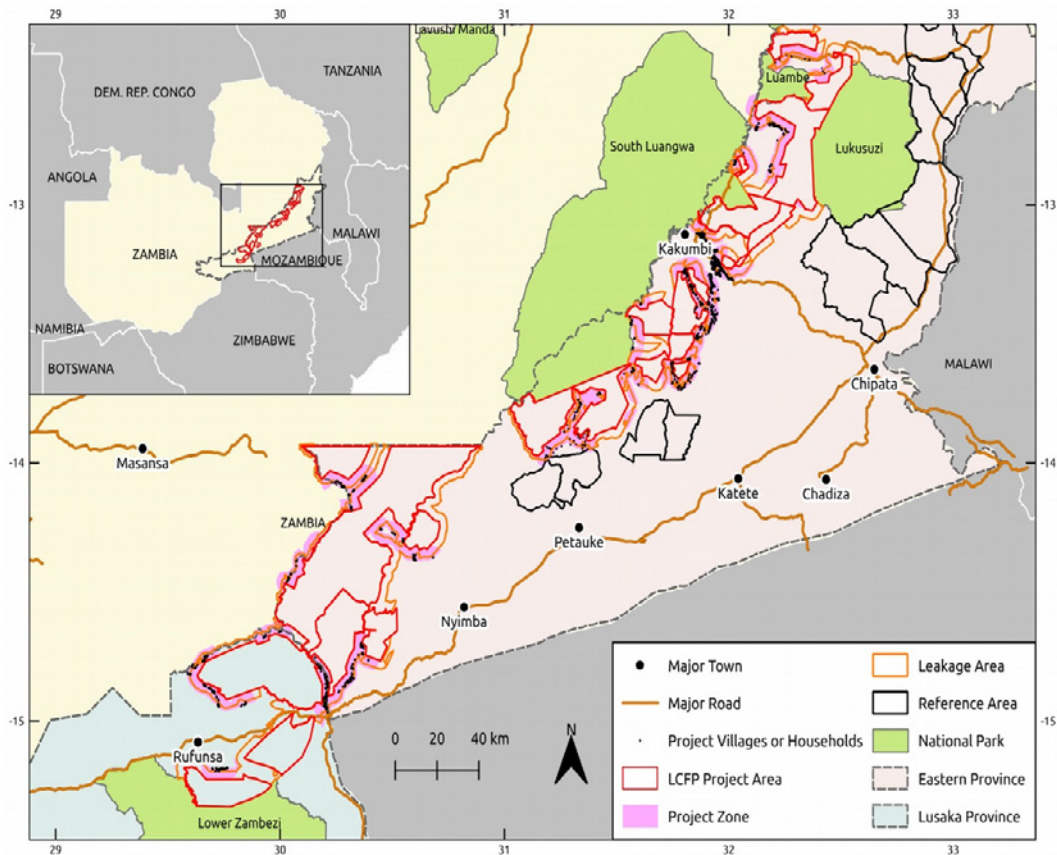 29
30
31
32
33
Lavushi Manda
TANZANIA
DEM. REP. CONGO
Luambe
South Luangwa
Lukusuzi
ANGOLA
-13
-13
MALAWI
ZAMBIA
MOZAMBIQUE
Kakumbi
NAMIBIA
ZIMBABWE
BOTSWANA
MALAWI
Chipata
Masansa
-14
-14
Katete
Chadiza
ZAMBIA
Petauke
Nyimba
Major Town
Leakage Area
Major Road
Reference Area
Project Villages or Households
National Park
LCFP Project Area
Eastern Province
Project Zone
Lusaka Province
-15
-15
0 20 40 km
N
Rufunsa
Lower Zambezi
29
30
31
32
33